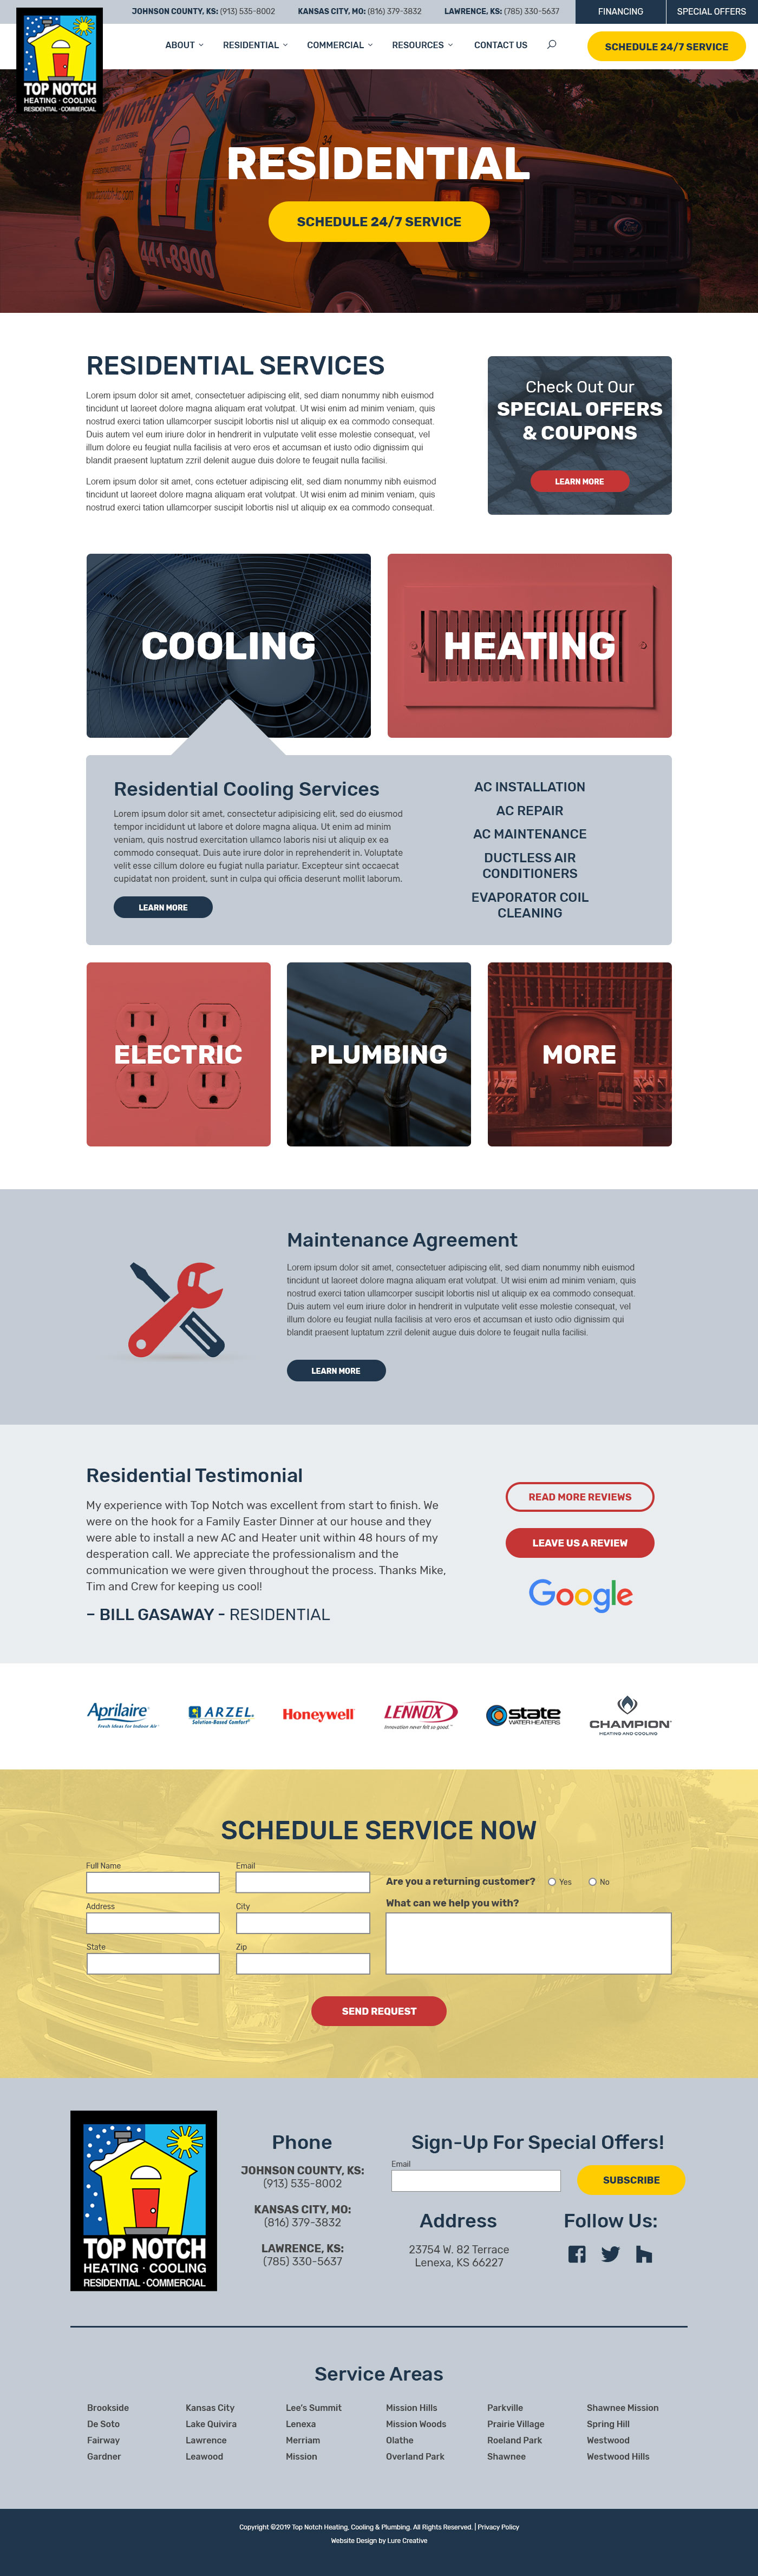 JOHNSON COUNTY, KS: (913) 535-8002
KANSAS CITY, MO: (816) 379-3832
LAWRENCE, KS: (785) 330-5637
FINANCING
SPECIAL OFFERS
TOP NOTCH
HEATING · COOLING
RESIDENTIAL · COMMERCIAL
ABOUT
RESIDENTIAL
COMMERCIAL
RESOURCES
CONTACT US
SCHEDULE 24/7 SERVICE
RESIDENTIAL
SCHEDULE 24/7 SERVICE
441-8900
34
Ford
RESIDENTIAL SERVICES
Lorem ipsum dolor sit amet, consectetuer adipiscing elit, sed diam nonummy nibh euismod
tincidunt ut laoreet dolore magna aliquam erat volutpat. Ut wisi enim ad minim veniam, quis
nostrud exerci tation ullamcorper suscipit lobortis nisl ut aliquip ex ea commodo consequat.
Duis autem vel eum iriure dolor in hendrerit in vulputate velit esse molestie consequat, vel
illum dolore eu feugiat nulla facilisis at vero eros et accumsan et iusto odio dignissim qui
blandit praesent luptatum zzril delenit augue duis dolore te feugait nulla facilisi.
Lorem ipsum dolor sit amet, cons ectetuer adipiscing elit, sed diam nonummy nibh euismod
tincidunt ut laoreet dolore magna aliquam erat volutpat. Ut wisi enim ad minim veniam, quis
nostrud exerci tation ullamcorper suscipit lobortis nisl ut aliquip ex ea commodo consequat.
Check Out Our
SPECIAL OFFERS
& COUPONS
LEARN MORE
COOLING
HEATING
Residential Cooling Services
Lorem ipsum dolor sit amet, consectetur adipisicing elit, sed do eiusmod
tempor incididunt ut labore et dolore magna aliqua. Ut enim ad minim
veniam, quis nostrud exercitation ullamco laboris nisi ut aliquip ex ea
commodo consequat. Duis aute irure dolor in reprehenderit in. Voluptate
velit esse cillum dolore eu fugiat nulla pariatur. Excepteur sint occaecat
cupidatat non proident, sunt in culpa qui officia deserunt mollit laborum.
LEARN MORE
AC INSTALLATION
AC REPAIR
AC MAINTENANCE
DUCTLESS AIR
CONDITIONERS
EVAPORATOR COIL
CLEANING
ELECTRIC
PLUMBING
MORE
Maintenance Agreement
Lorem ipsum dolor sit amet, consectetuer adipiscing elit, sed diam nonummy nibh euismod
tincidunt ut laoreet dolore magna aliquam erat volutpat. Ut wisi enim ad minim veniam, quis
nostrud exerci tation ullamcorper suscipit lobortis nisl ut aliquip ex ea commodo consequat.
Duis autem vel eum iriure dolor in hendrerit in vulputate velit esse molestie consequat, vel
illum dolore eu feugiat nulla facilisis at vero eros et accumsan et iusto odio dignissim qui
blandit praesent luptatum zzril delenit augue duis dolore te feugait nulla facilisi.
LEARN MORE
Residential Testimonial
My experience with Top Notch was excellent from start to finish. We
were on the hook for a Family Easter Dinner at our house and they
were able to install a new AC and Heater unit within 48 hours of my
desperation call. We appreciate the professionalism and the
communication we were given throughout the process. Thanks Mike,
Tim and Crew for keeping us cool!
– BILL GASAWAY - RESIDENTIAL
READ MORE REVIEWS
LEAVE US A REVIEW
Google
Aprilaire
Fresh Ideas for Indoor Air
ARZEL
Solution-Based Comfort
Honeywell
LENNOX
Innovation never felt so good.™
state
WATER HEATERS
CHAMPION
HEATING AND COOLING
SCHEDULE SERVICE NOW
Full Name
Email
Address
City
State
Zip
Are you a returning customer?
Yes
No
What can we help you with?
SEND REQUEST
TOP NOTCH
HEATING · COOLING
RESIDENTIAL · COMMERCIAL
Phone
JOHNSON COUNTY, KS:
(913) 535-8002
KANSAS CITY, MO:
(816) 379-3832
LAWRENCE, KS:
(785) 330-5637
Sign-Up For Special Offers!
Email
SUBSCRIBE
Address
23754 W. 82 Terrace
Lenexa, KS 66227
Follow Us:
Service Areas
Brookside
De Soto
Fairway
Gardner
Kansas City
Lake Quivira
Lawrence
Leawood
Lee's Summit
Lenexa
Merriam
Mission
Mission Hills
Mission Woods
Olathe
Overland Park
Parkville
Prairie Village
Roeland Park
Shawnee
Shawnee Mission
Spring Hill
Westwood
Westwood Hills
Copyright ©2019 Top Notch Heating, Cooling & Plumbing. All Rights Reserved. | Privacy Policy
Website Design by Lure Creative